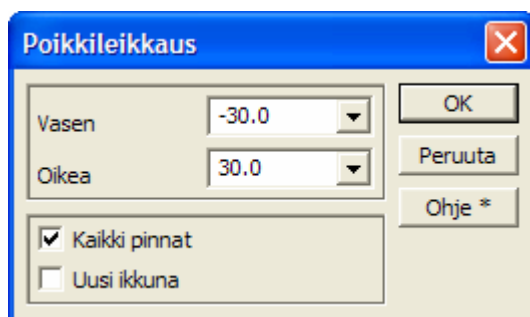 Poikkileikkaus
Vasen -30.0
Oikea 30.0
Kaikki pinnat
Uusi ikkuna
OK
Peruuta
Ohje *